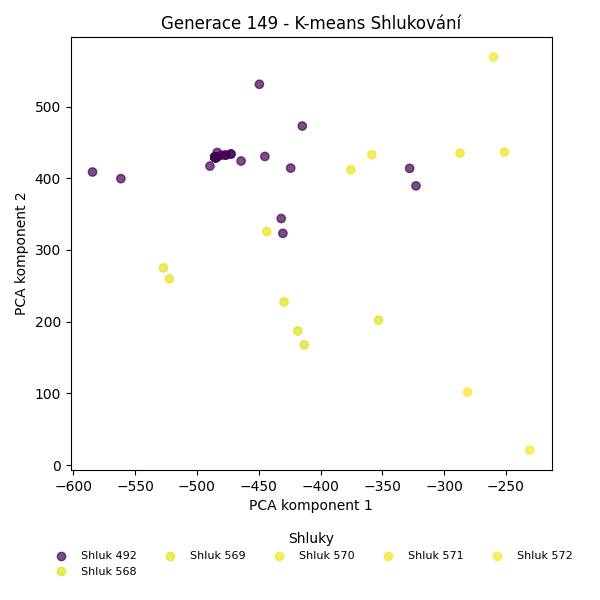 Generace 149 - K-means Shlukování
500
400
300
200
100
0
PCA komponent 2
−600 −550 −500 −450 −400 −350 −300 −250
PCA komponent 1
Shluky
Shluk 492 Shluk 569 Shluk 570 Shluk 571 Shluk 572
Shluk 568